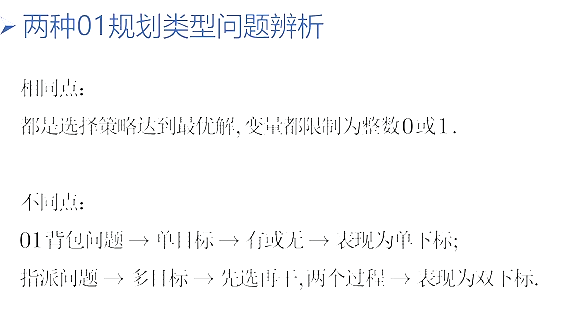 ➢ 两种01规划类型问题辨析
相同点:
都是选择策略达到最优解, 变量都限制为整数0或1.
不同点:
01背包问题 → 单目标 → 有或无 → 表现为单下标;
指派问题 → 多目标 → 先选再干, 两个过程 → 表现为双下标.